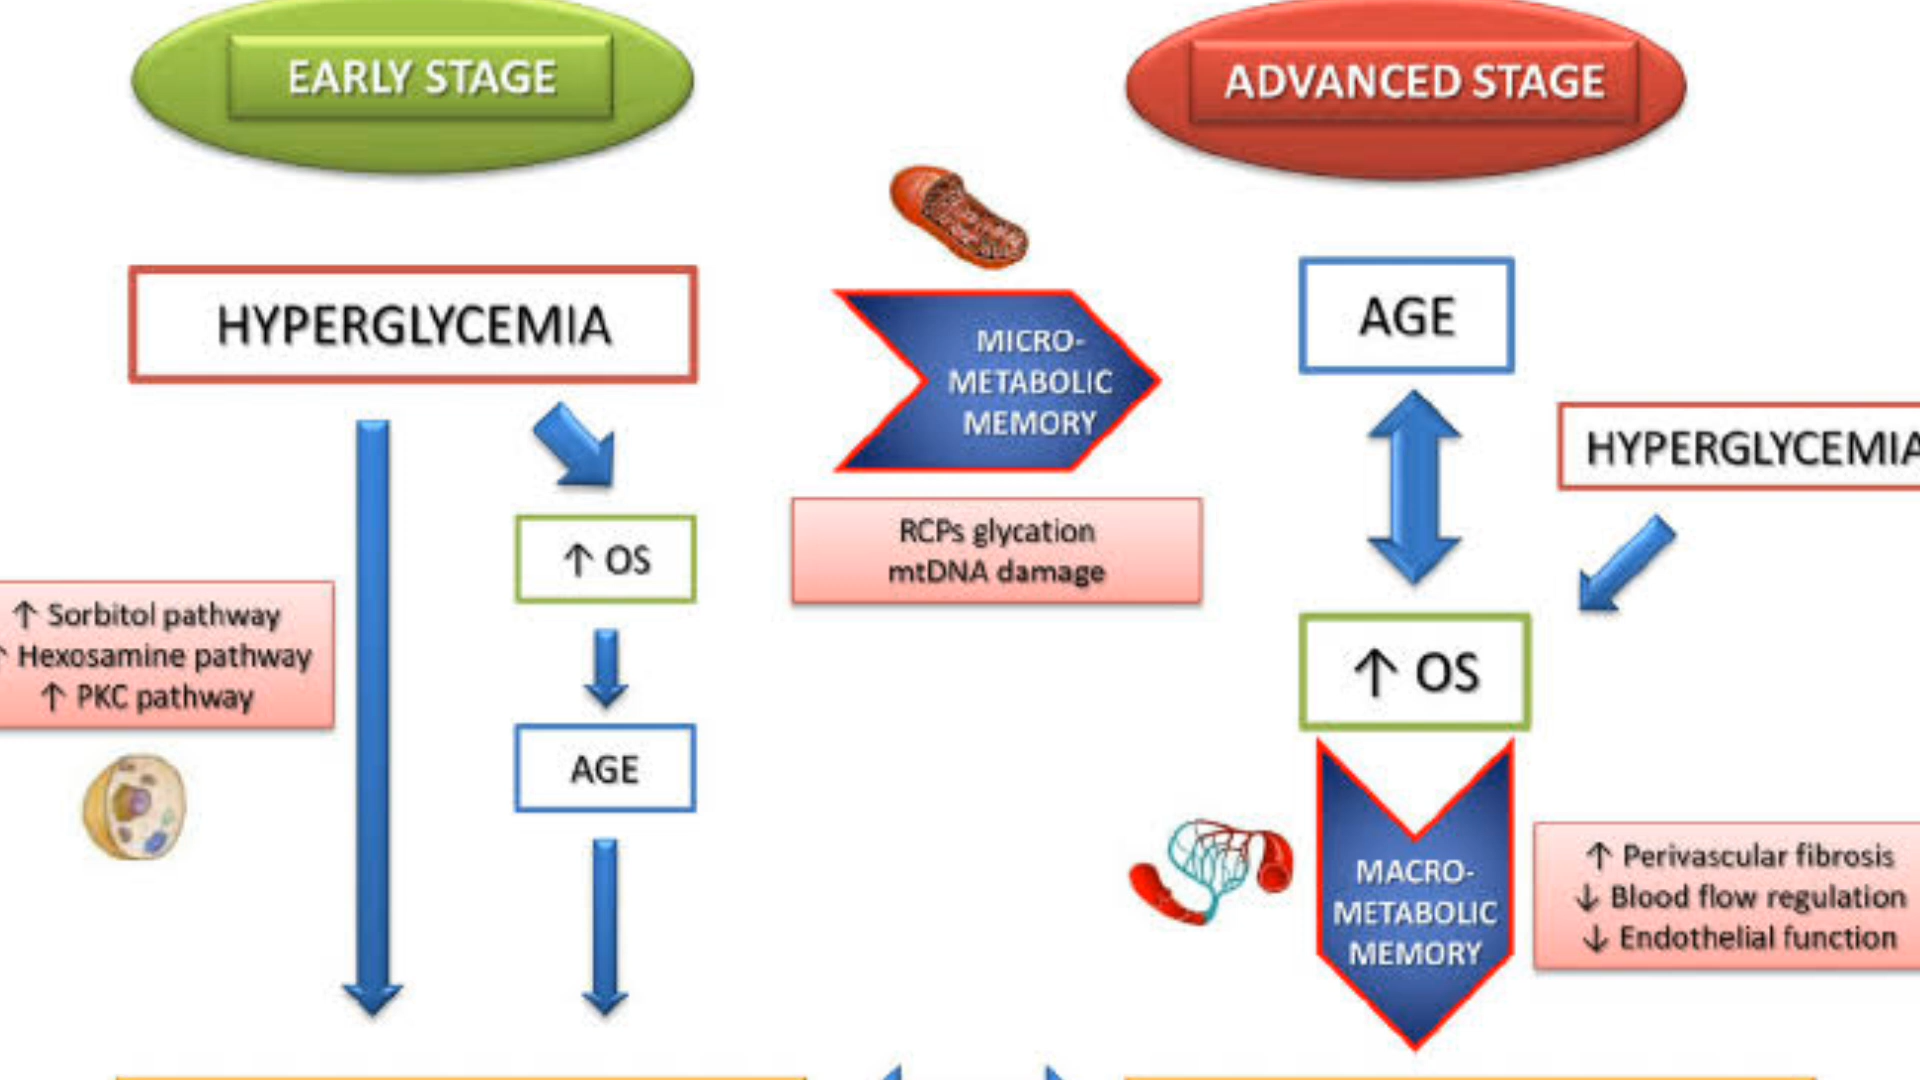 EARLY STAGE
ADVANCED STAGE
HYPERGLYCEMIA
↑ OS
AGE
↑ Sorbitol pathway
↑ Hexosamine pathway
↑ PKC pathway
MICRO-
METABOLIC
MEMORY
RCPs glycation
mtDNA damage
AGE
HYPERGLYCEMIA
↑ OS
MACRO-
METABOLIC
MEMORY
↑ Perivascular fibrosis
↓ Blood flow regulation
↓ Endothelial function